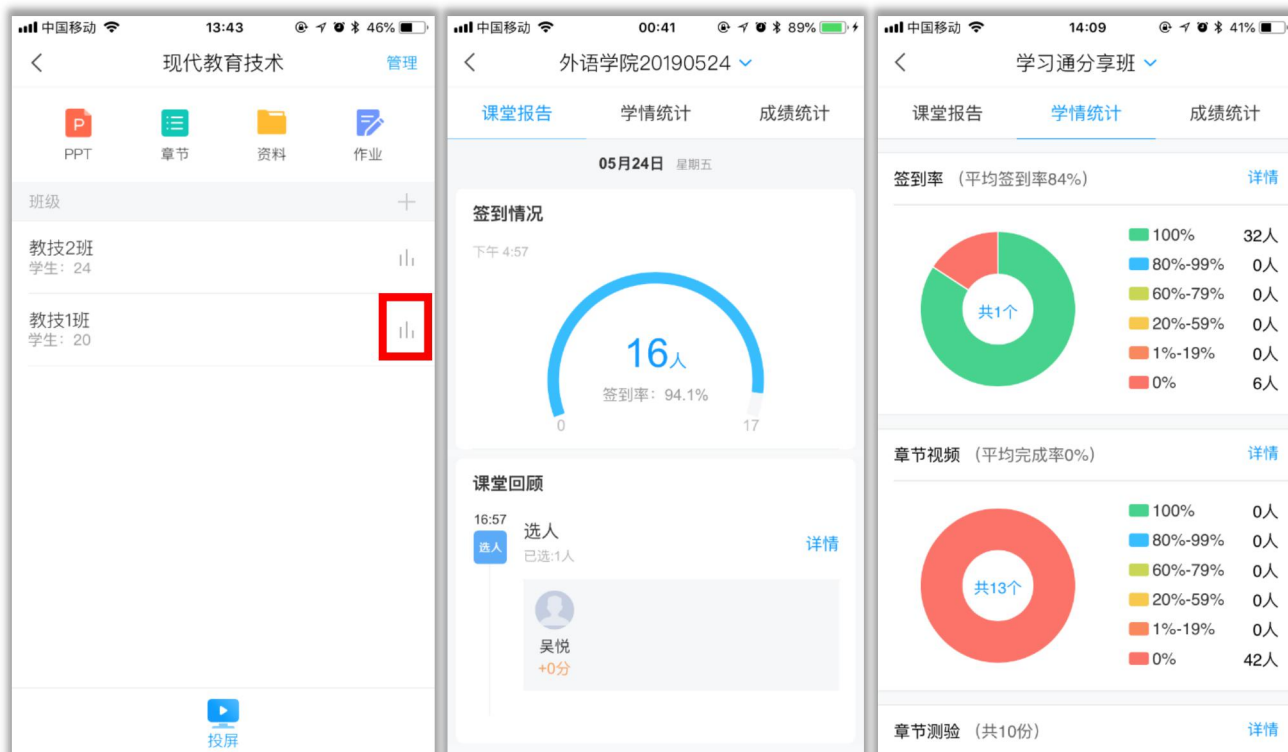 中国移动 13:43 46%
现代教育技术 管理
P
PPT 章节 资料 作业
班级
教技2班
学生：24
教技1班
学生：20
投屏
中国移动 00:41 89%
外语学院20190524
课堂报告 学情统计 成绩统计
05月24日 星期五
签到情况
下午 4:57
16人
签到率：94.1%
0 17
课堂回顾
16:57
选人 选人
已选:1人
详情
吴悦
+0分
中国移动 14:09 41%
学习通分享班
课堂报告 学情统计 成绩统计
签到率 (平均签到率84%) 详情
共1个
100% 32人
80%-99% 0人
60%-79% 0人
20%-59% 0人
1%-19% 0人
0% 6人
章节视频 (平均完成率0%) 详情
共13个
100% 0人
80%-99% 0人
60%-79% 0人
20%-59% 0人
1%-19% 0人
0% 42人
章节测验 (共10份) 详情